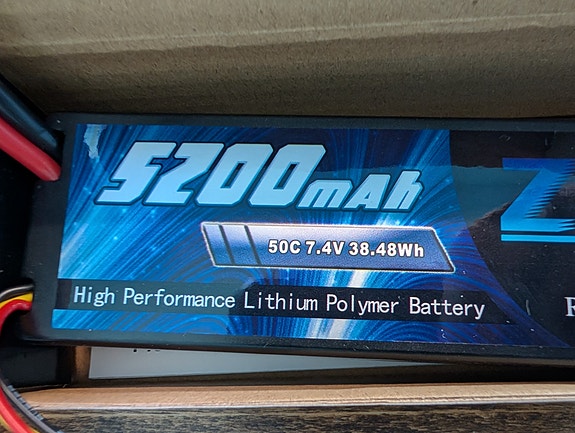 5200mAh
50C 7.4V 38.48Wh
High Performance Lithium Polymer Battery